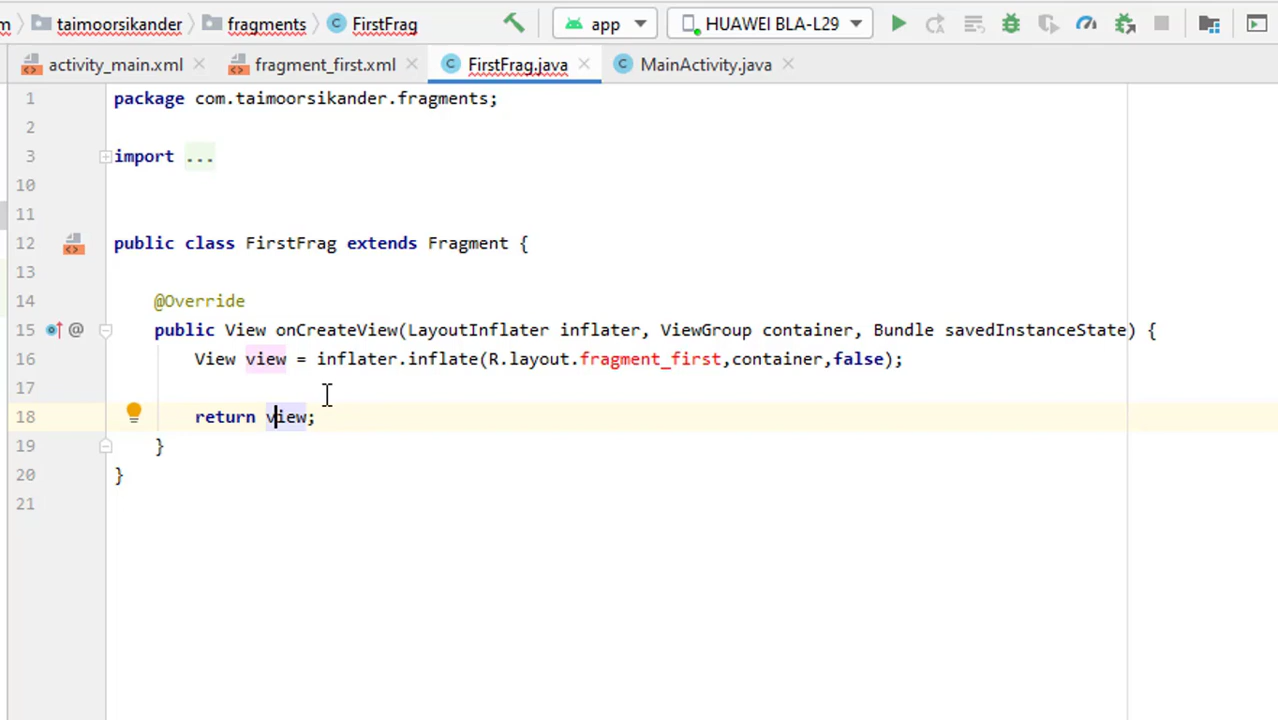 m taimoorsikander fragments FirstFrag app HUAWEI BLA-L29
activity_main.xml fragment_first.xml FirstFrag.java MainActivity.java
1 package com.taimoorsikander.fragments;
2
3 import ...
10
11
12 public class FirstFrag extends Fragment {
13
14 @Override
15 public View onCreateView(LayoutInflater inflater, ViewGroup container, Bundle savedInstanceState) {
16 View view = inflater.inflate(R.layout.fragment_first,container,false);
17
18 return view;
19 }
20 }
21